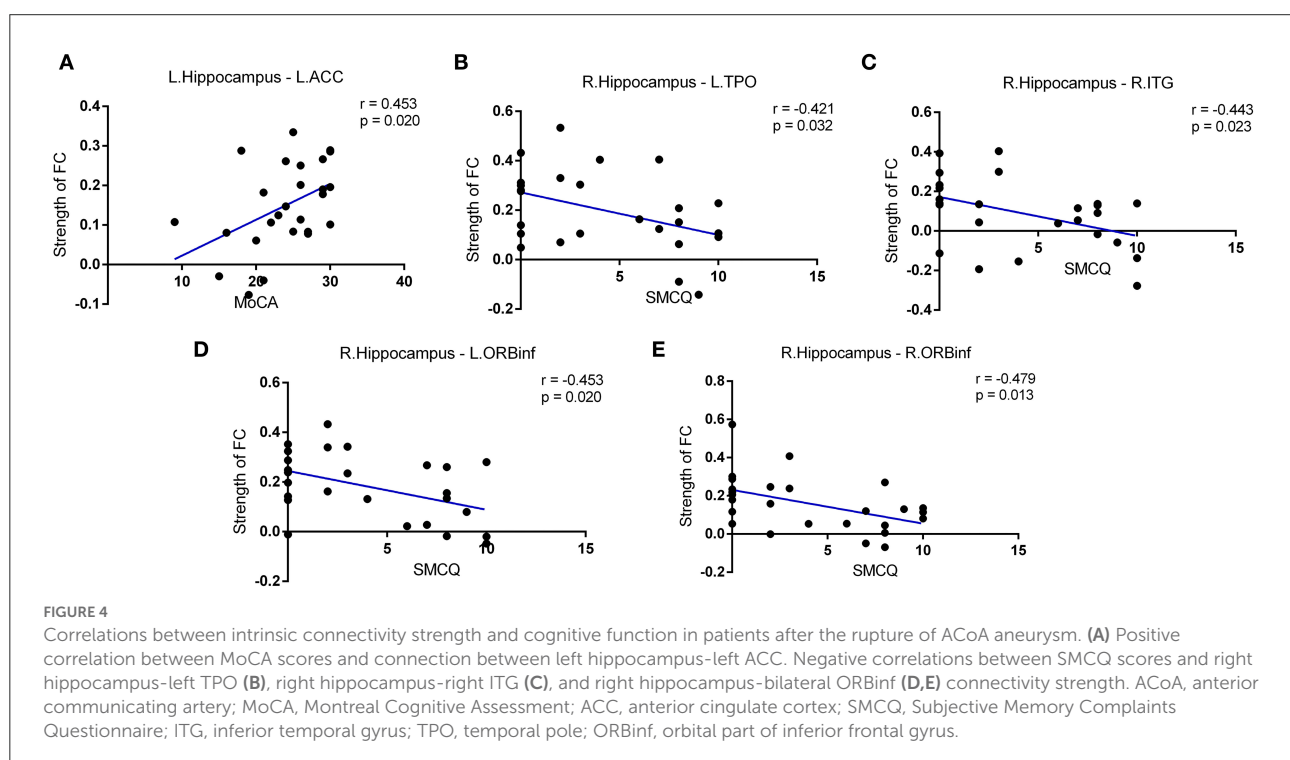 A
L.Hippocampus - L.ACC
r = 0.453
p = 0.020
Strength of FC
0.4
0.3
0.2
0.1
0.0
-0.1
10
20
30
40
MoCA
B
R.Hippocampus - L.TPO
r = -0.421
p = 0.032
Strength of FC
0.6
0.4
0.2
0.0
-0.2
5
10
15
SMCQ
C
R.Hippocampus - R.ITG
r = -0.443
p = 0.023
Strength of FC
0.6
0.4
0.2
0.0
-0.2
-0.4
5
10
15
SMCQ
D
R.Hippocampus - L.ORBinf
r = -0.453
p = 0.020
Strength of FC
0.6
0.4
0.2
0.0
-0.2
5
10
15
SMCQ
E
R.Hippocampus - R.ORBinf
r = -0.479
p = 0.013
Strength of FC
0.8
0.6
0.4
0.2
0.0
-0.2
5
10
15
SMCQ
FIGURE 4
Correlations between intrinsic connectivity strength and cognitive function in patients after the rupture of ACoA aneurysm. (A) Positive
correlation between MoCA scores and connection between left hippocampus-left ACC. Negative correlations between SMCQ scores and right
hippocampus-left TPO (B), right hippocampus-right ITG (C), and right hippocampus-bilateral ORBinf (D,E) connectivity strength. ACoA, anterior
communicating artery; MoCA, Montreal Cognitive Assessment; ACC, anterior cingulate cortex; SMCQ, Subjective Memory Complaints
Questionnaire; ITG, inferior temporal gyrus; TPO, temporal pole; ORBinf, orbital part of inferior frontal gyrus.